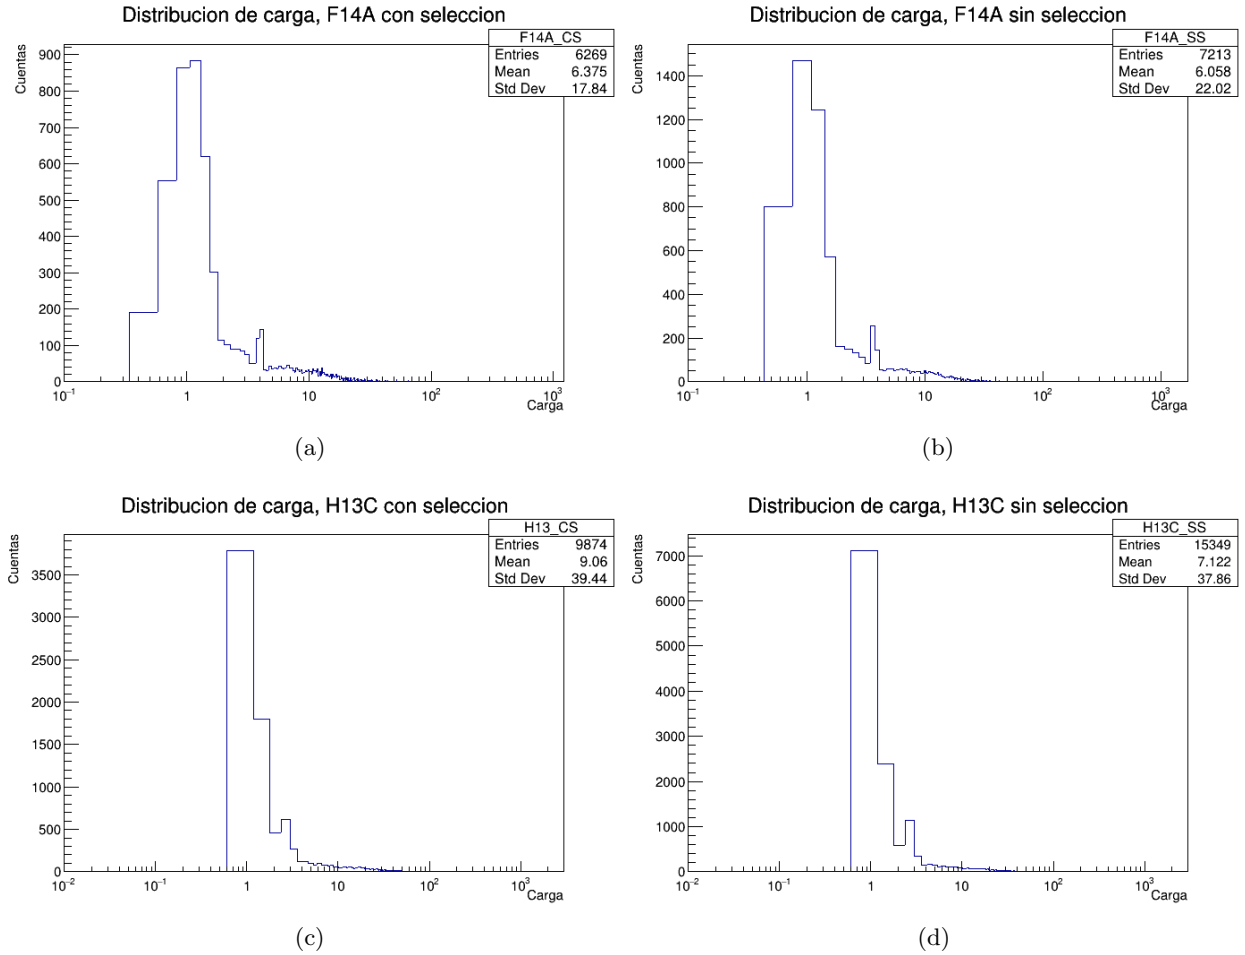 Distribucion de carga, F14A con seleccion
F14A_CS
Entries 6269
Mean 6.375
Std Dev 17.84
Cuentas
900
800
700
600
500
400
300
200
100
0
10⁻¹ 1 10 10² 10³
Carga
(a)
Distribucion de carga, F14A sin seleccion
F14A_SS
Entries 7213
Mean 6.058
Std Dev 22.02
Cuentas
1400
1200
1000
800
600
400
200
0
10⁻¹ 1 10 10² 10³
Carga
(b)
Distribucion de carga, H13C con seleccion
H13_CS
Entries 9874
Mean 9.06
Std Dev 39.44
Cuentas
3500
3000
2500
2000
1500
1000
500
0
10⁻² 10⁻¹ 1 10 10² 10³
Carga
(c)
Distribucion de carga, H13C sin seleccion
H13C_SS
Entries 15349
Mean 7.122
Std Dev 37.86
Cuentas
7000
6000
5000
4000
3000
2000
1000
0
10⁻² 10⁻¹ 1 10 10² 10³
Carga
(d)